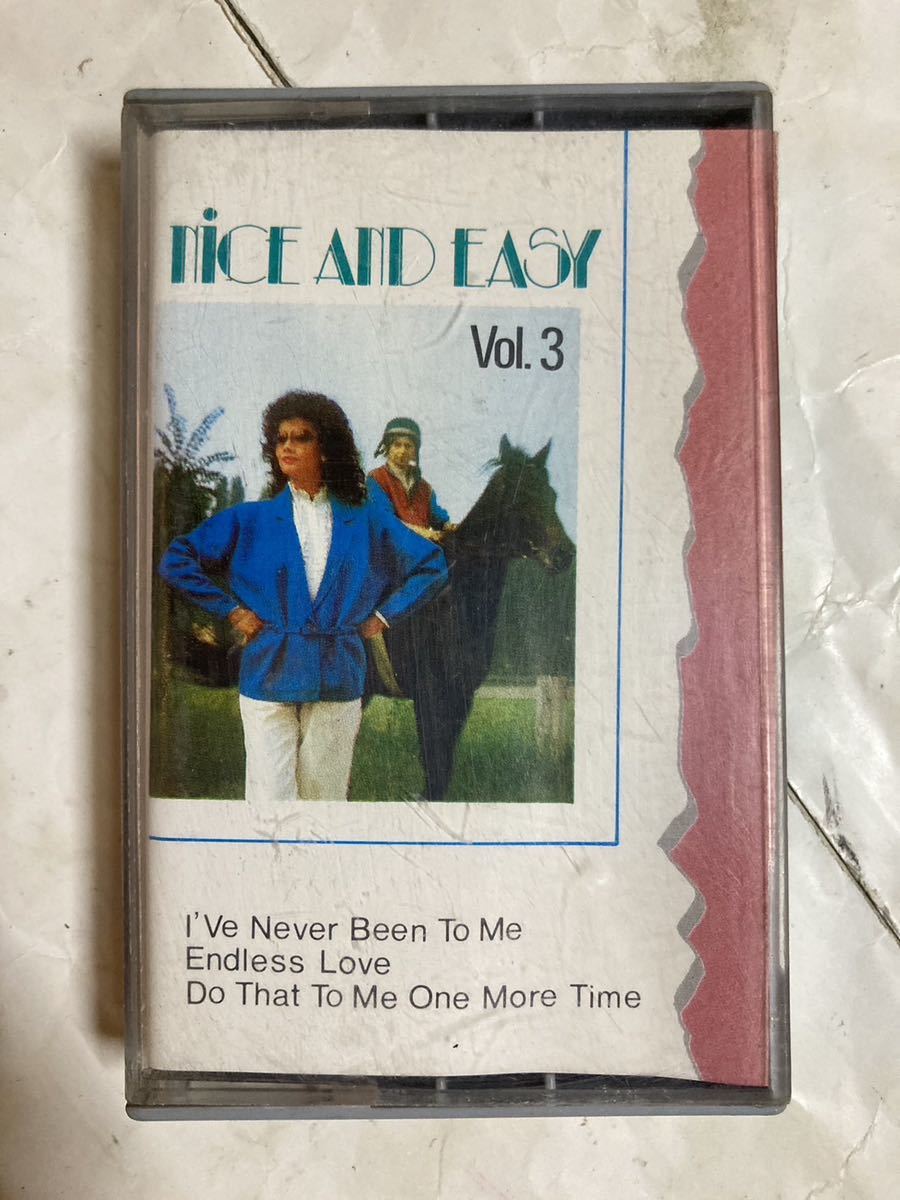 NiCE AND EASY
Vol. 3
I'Ve Never Been To Me
Endless Love
Do That To Me One More Time